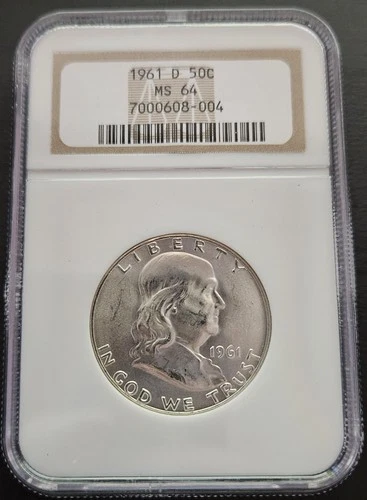 1961 D 50C
MS 64
7000608-004
LIBERTY
1961
IN GOD WE TRUST